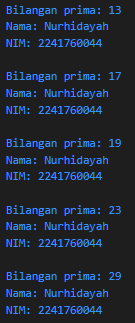 Bilangan prima: 13
Nama: Nurhidayah
NIM: 2241760044
Bilangan prima: 17
Nama: Nurhidayah
NIM: 2241760044
Bilangan prima: 19
Nama: Nurhidayah
NIM: 2241760044
Bilangan prima: 23
Nama: Nurhidayah
NIM: 2241760044
Bilangan prima: 29
Nama: Nurhidayah
NIM: 2241760044